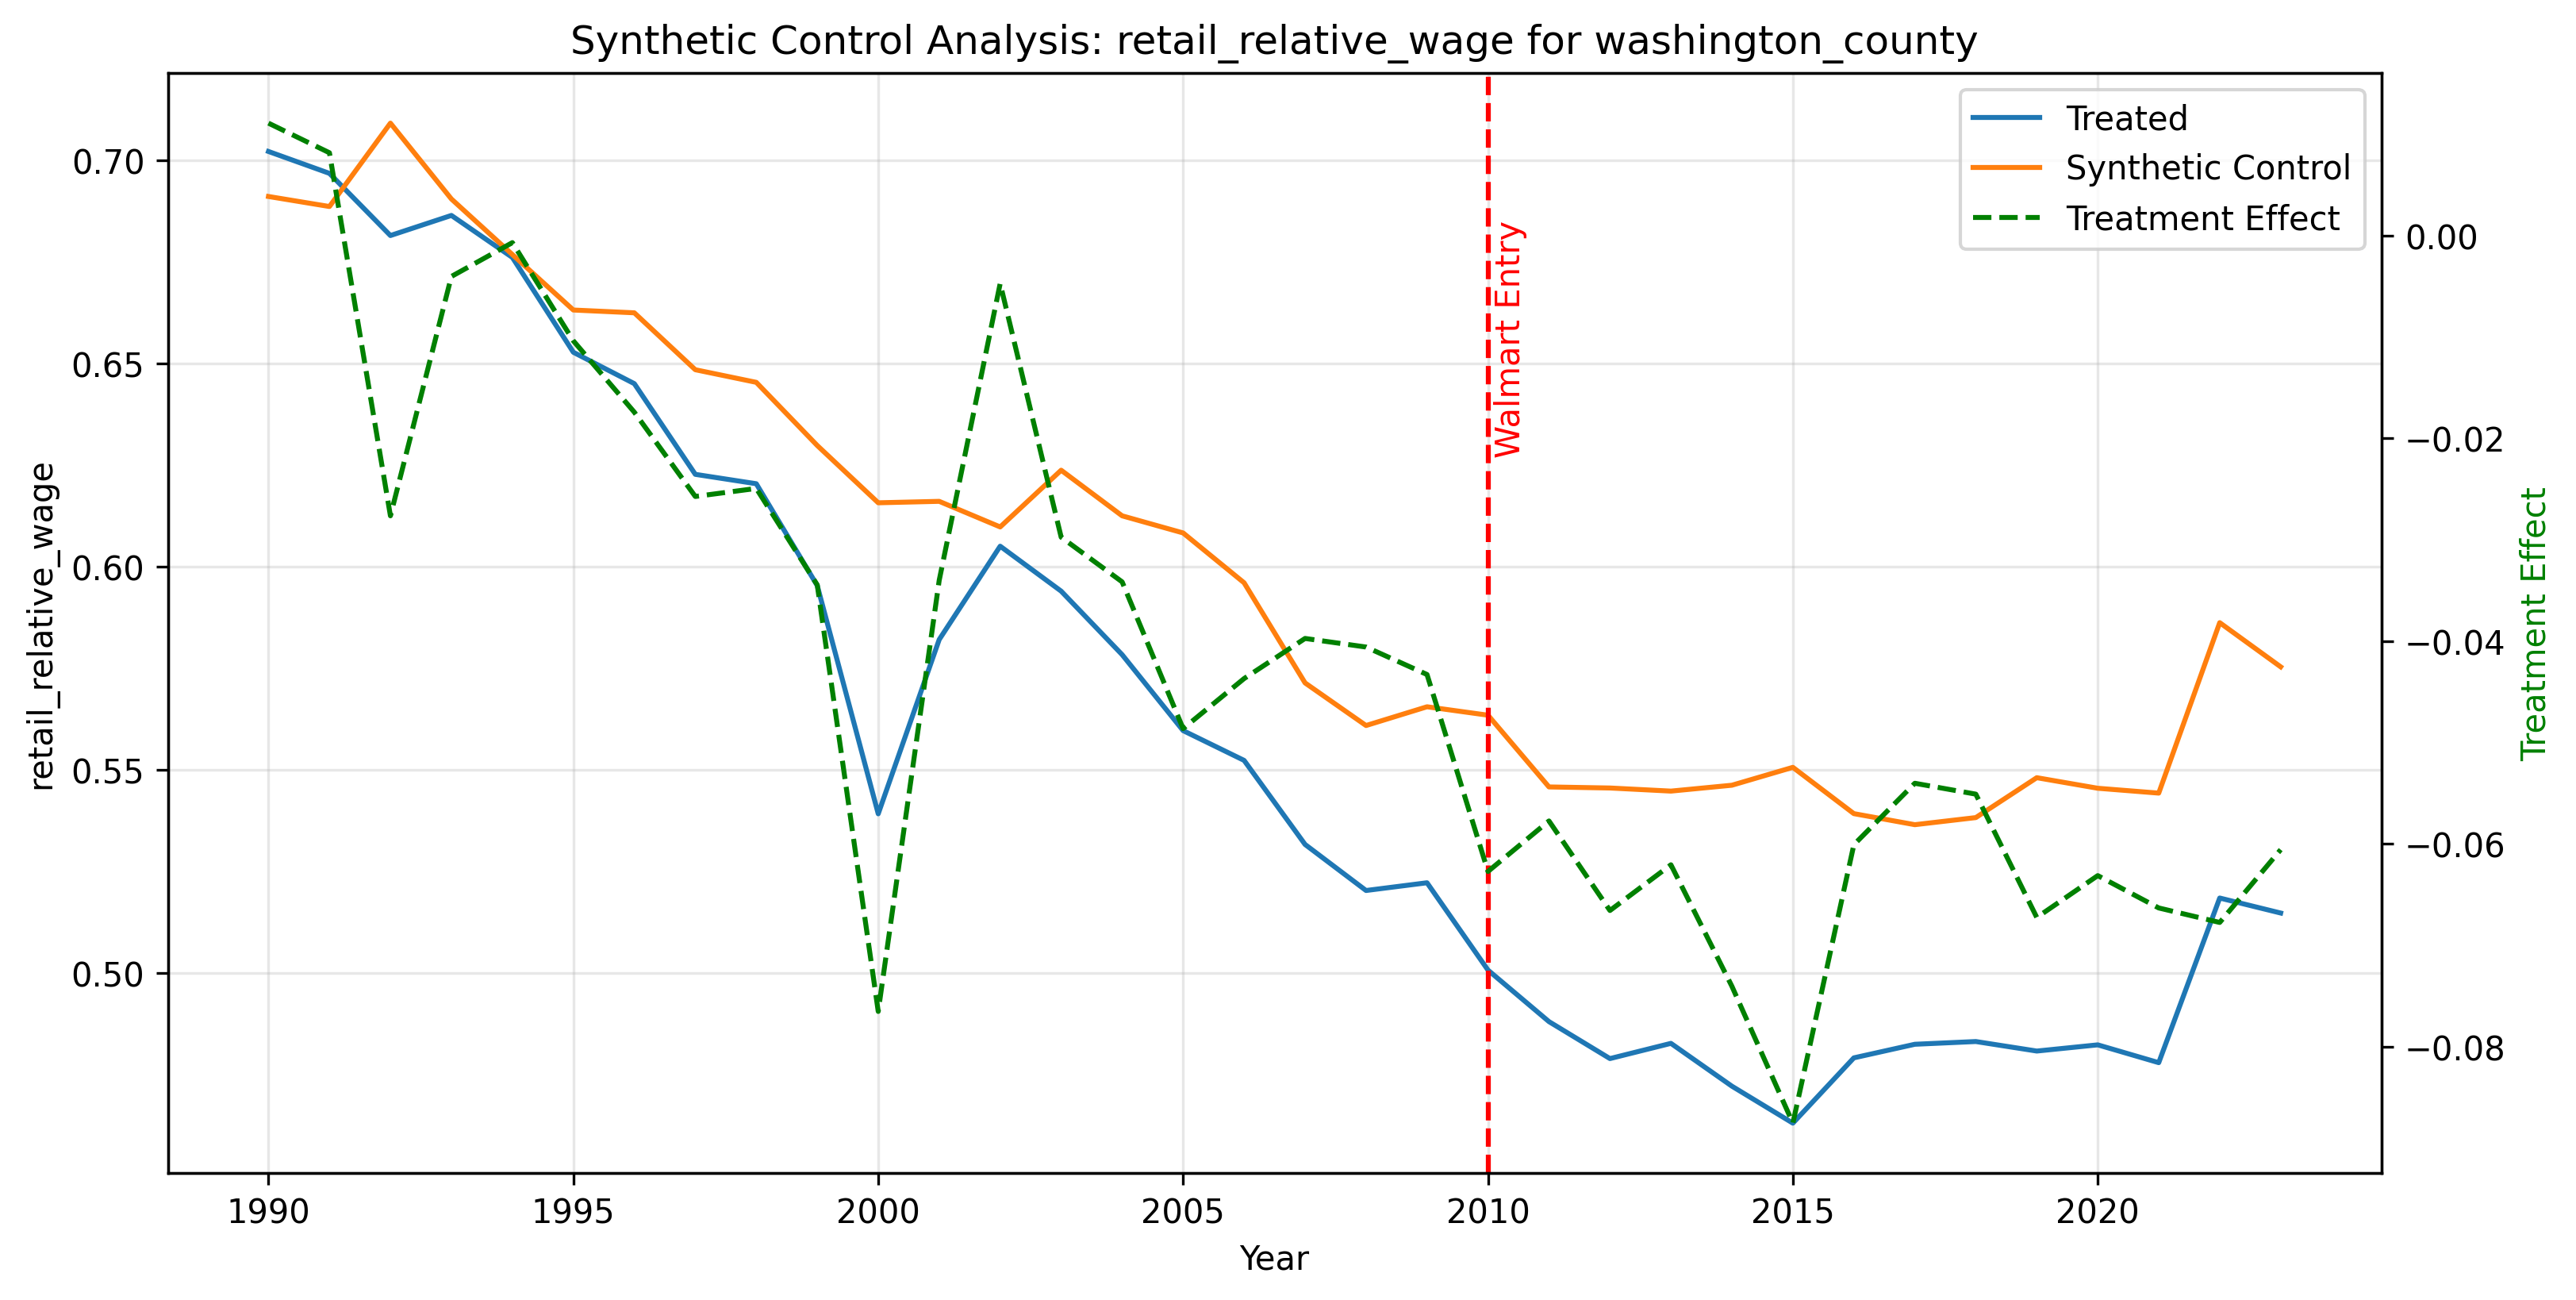 Synthetic Control Analysis: retail_relative_wage for washington_county
Treated
Synthetic Control
Treatment Effect
Walmart Entry
retail_relative_wage
0.70
0.65
0.60
0.55
0.50
0.00
−0.02
−0.04
−0.06
−0.08
Treatment Effect
1990
1995
2000
2005
2010
2015
2020
Year